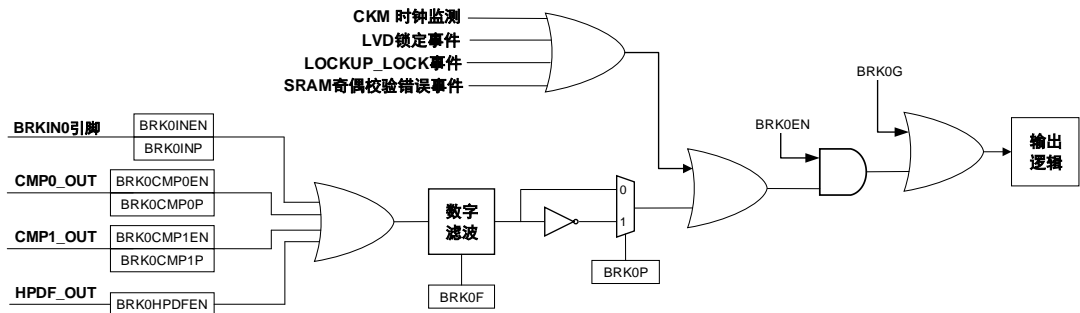 CKM 时钟监测
LVD锁定事件
LOCKUP_LOCK事件
SRAM奇偶校验错误事件
BRK0G
BRK0EN
输出
逻辑
BRKIN0引脚
BRK0INEN
BRK0INP
CMP0_OUT
BRK0CMP0EN
BRK0CMP0P
CMP1_OUT
BRK0CMP1EN
BRK0CMP1P
HPDF_OUT
BRK0HPDFEN
数字
滤波
BRK0F
0
1
BRK0P